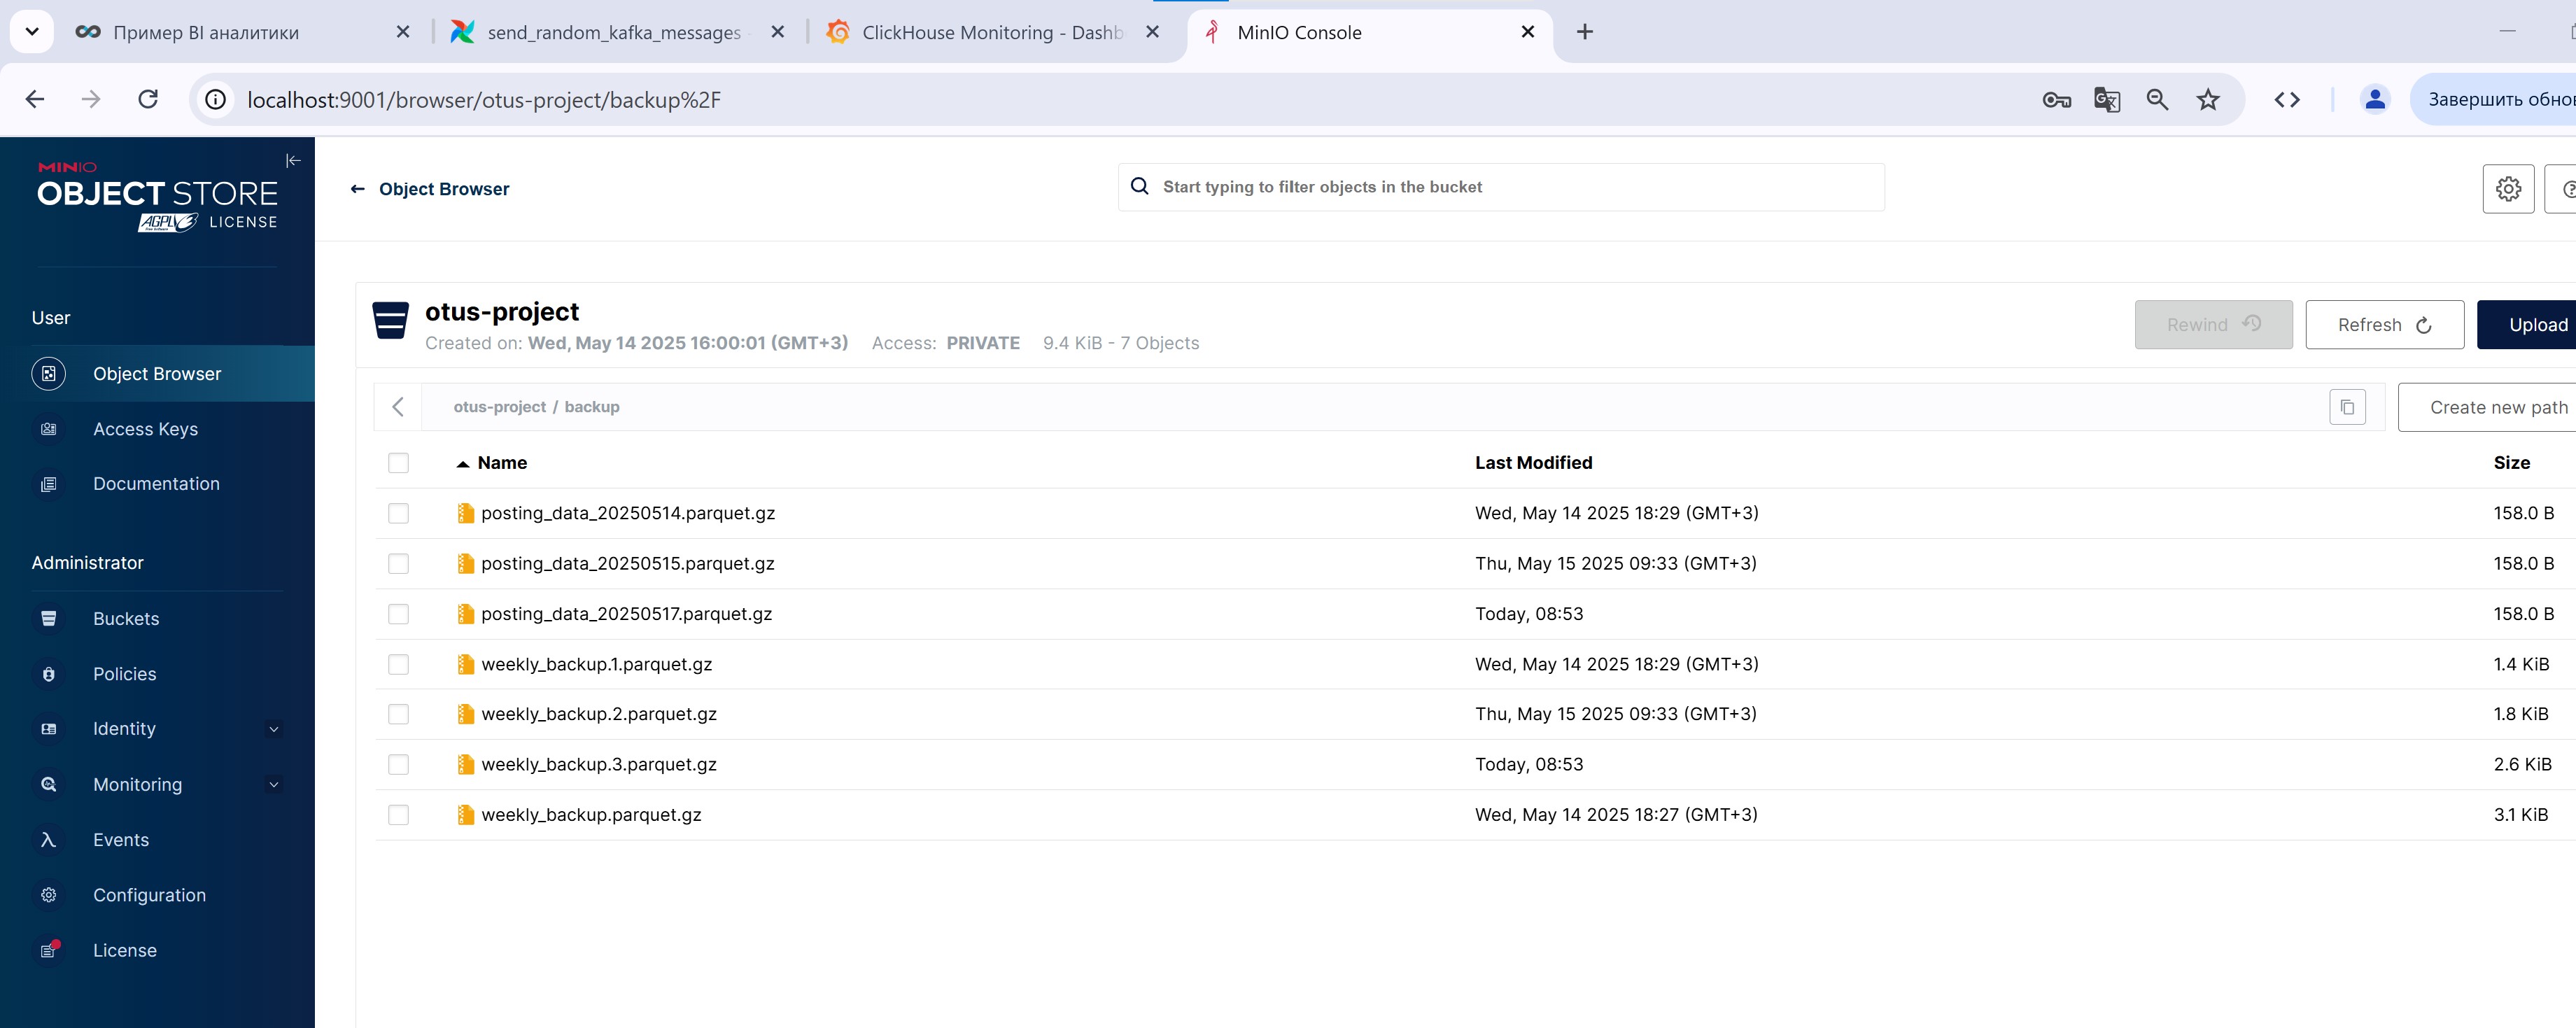 Пример BI аналитики
send_random_kafka_messages -
ClickHouse Monitoring - Dashb
MinIO Console
localhost:9001/browser/otus-project/backup%2F
Завершить обнов
MINIO
OBJECT STORE
AGPLv3 LICENSE
Object Browser
Start typing to filter objects in the bucket
User
Object Browser
Access Keys
Documentation
Administrator
Buckets
Policies
Identity
Monitoring
Events
Configuration
License
otus-project
Created on: Wed, May 14 2025 16:00:01 (GMT+3) Access: PRIVATE 9.4 KiB - 7 Objects
Rewind
Refresh
Upload
otus-project / backup
Create new path
Name Last Modified Size
posting_data_20250514.parquet.gz Wed, May 14 2025 18:29 (GMT+3) 158.0 B
posting_data_20250515.parquet.gz Thu, May 15 2025 09:33 (GMT+3) 158.0 B
posting_data_20250517.parquet.gz Today, 08:53 158.0 B
weekly_backup.1.parquet.gz Wed, May 14 2025 18:29 (GMT+3) 1.4 KiB
weekly_backup.2.parquet.gz Thu, May 15 2025 09:33 (GMT+3) 1.8 KiB
weekly_backup.3.parquet.gz Today, 08:53 2.6 KiB
weekly_backup.parquet.gz Wed, May 14 2025 18:27 (GMT+3) 3.1 KiB